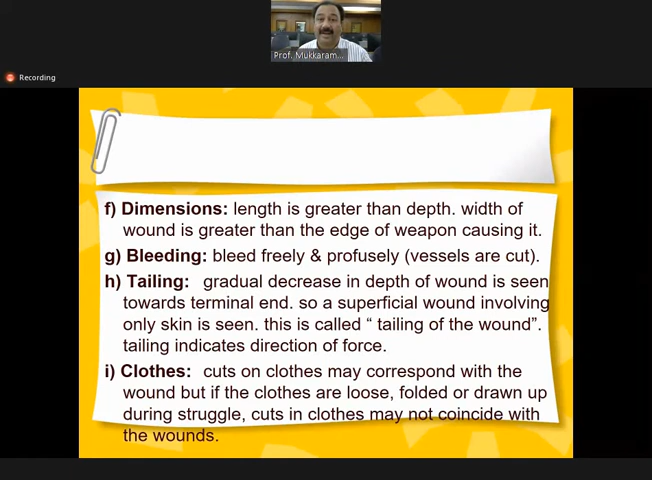 Prof. Mukkaram...
Recording
f) Dimensions: length is greater than depth. width of
wound is greater than the edge of weapon causing it.
g) Bleeding: bleed freely & profusely (vessels are cut).
h) Tailing: gradual decrease in depth of wound is seen
towards terminal end. so a superficial wound involving
only skin is seen. this is called “ tailing of the wound”.
tailing indicates direction of force.
i) Clothes: cuts on clothes may correspond with the
wound but if the clothes are loose, folded or drawn up
during struggle, cuts in clothes may not coincide with
the wounds.